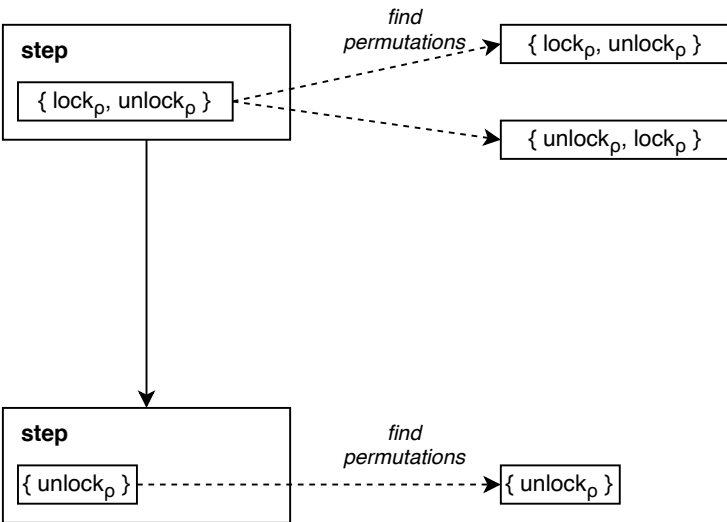 find
permutations
step
{ lockρ, unlockρ }
{ lockρ, unlockρ }
{ unlockρ, lockρ }
step
find
permutations
{ unlockρ }
{ unlockρ }